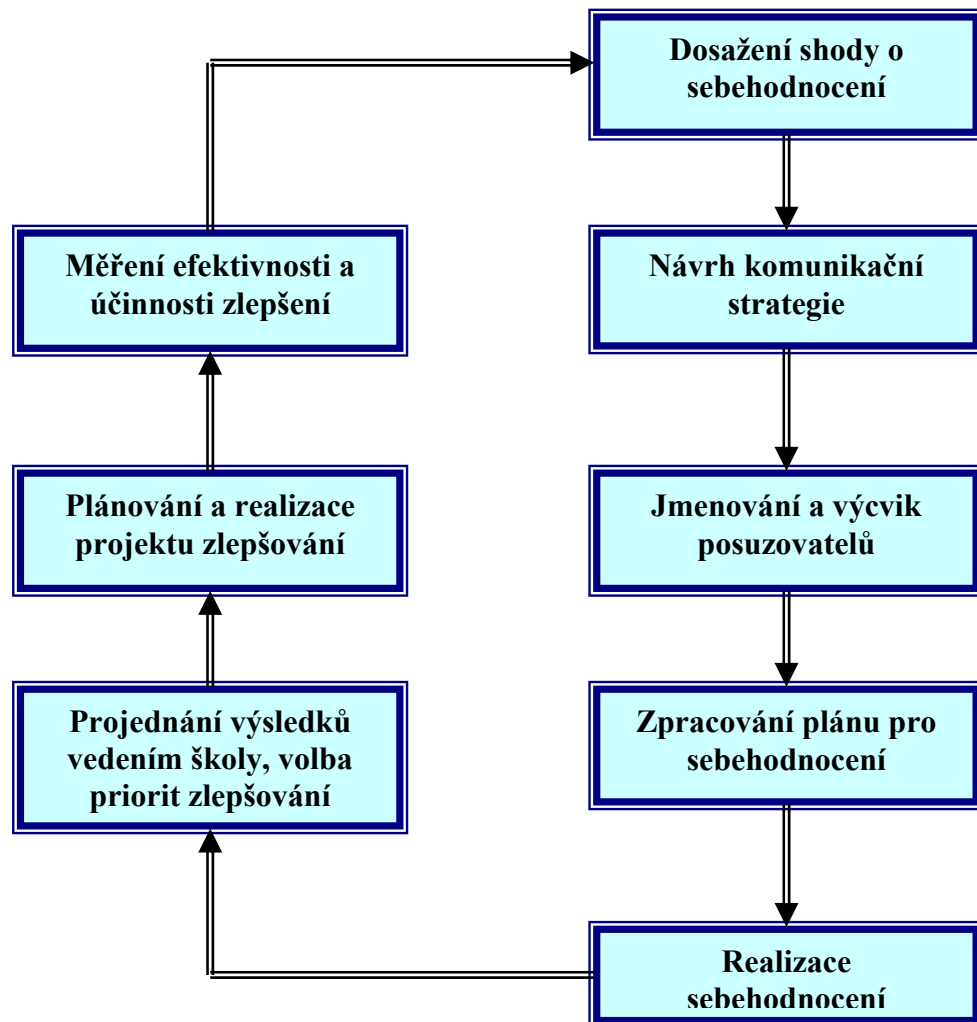 Dosažení shody o
sebehodnocení
Měření efektivnosti a
účinnosti zlepšení
Návrh komunikační
strategie
Plánování a realizace
projektu zlepšování
Jmenování a výcvik
posuzovatelů
Projednání výsledků
vedením školy, volba
priorit zlepšování
Zpracování plánu pro
sebehodnocení
Realizace
sebehodnocení